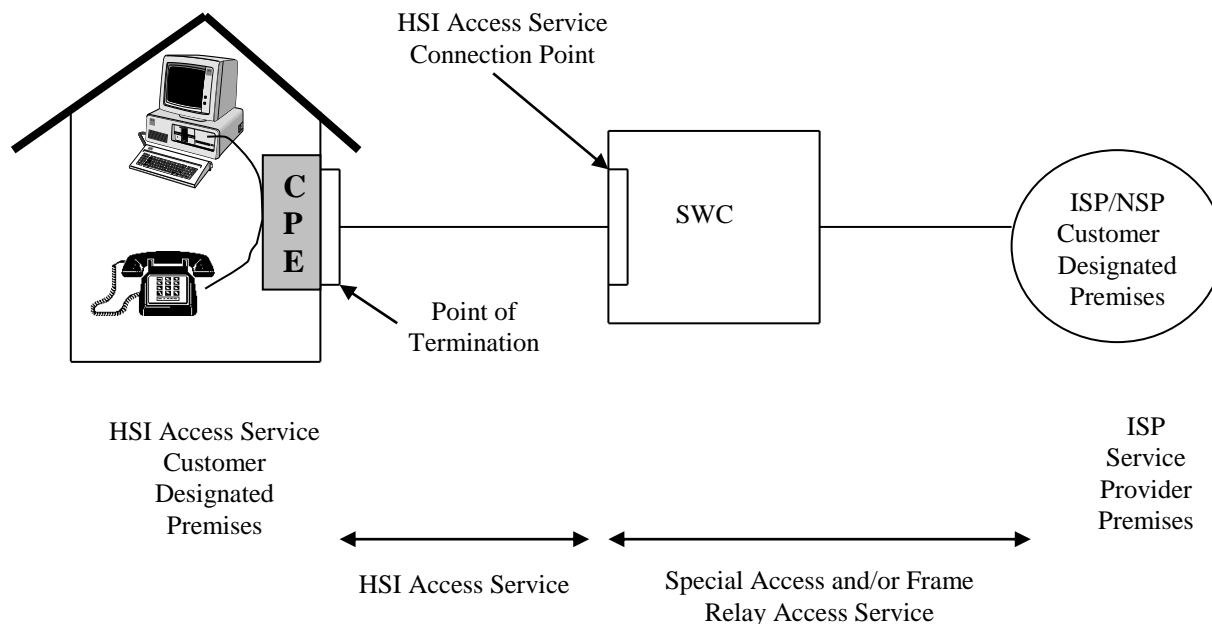 HSI Access Service
Connection Point
C
P
E
SWC
ISP/NSP
Customer
Designated
Premises
Point of
Termination
HSI Access Service
Customer
Designated
Premises
ISP
Service
Provider
Premises
HSI Access Service
Special Access and/or Frame
Relay Access Service